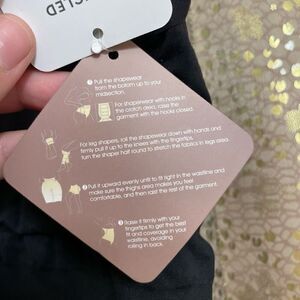 CYCLED
1 Pull the shapewear
from the bottom up to your
midsection.
For shapewear with hooks in
the crotch area, raise the
garment with the hooks closed.
For leg shapers, roll the shapewear down with hands and
firmly pull it up to the knees with the fingertips.
turn the shaper half round to stretch the fabrics in legs area.
2 Pull it upward evenly until to fit tight in the waistline and
make sure the thighs area makes you feel
comfortable, and then raise the rest of the garment.
3 Raise it firmly with your
fingertips to get the best
fit and coverage in your
waistline, avoiding
rolling in back.